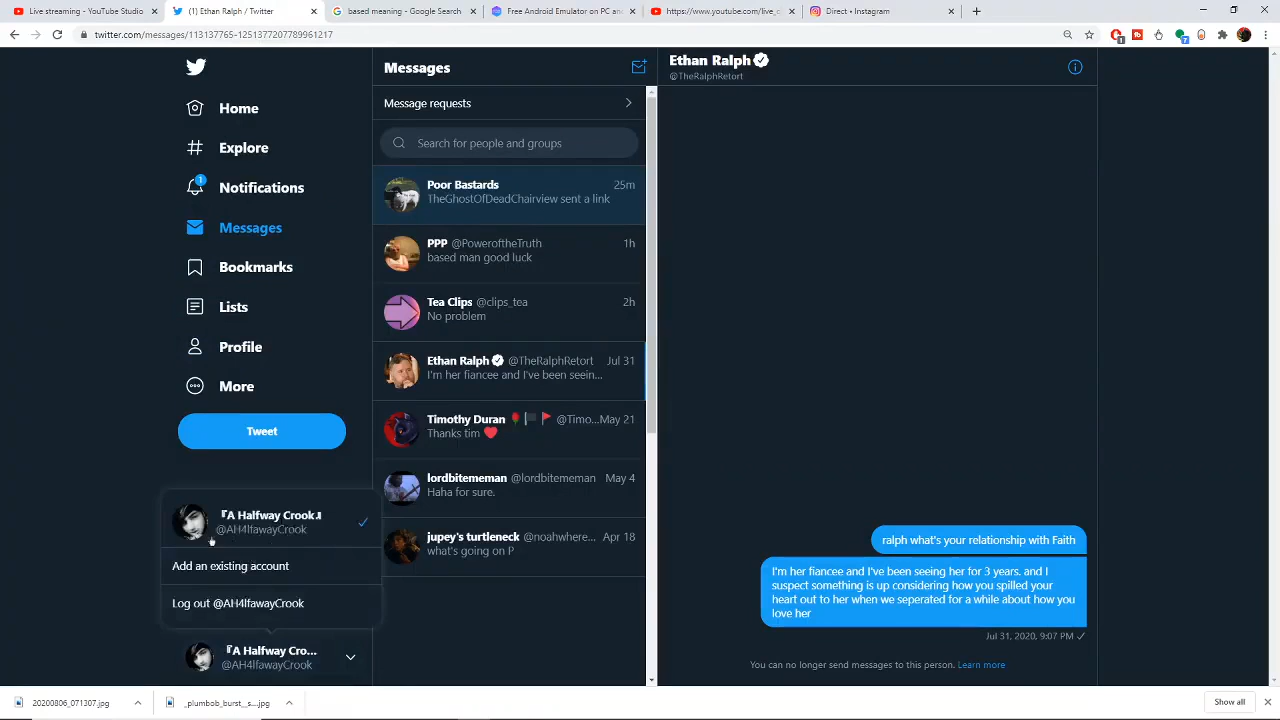 Live streaming - YouTube Studio
(1) Ethan Ralph / Twitter
based meaning - Google Se
Free Android Emulator on PC an
https://www.youtube.com/live_c
Direct • Instagram
twitter.com/messages/113137765-1251377207789961217
Home
Explore
1
Notifications
Messages
Bookmarks
Lists
Profile
More
Tweet
『A Halfway Crook』
@AH4lfawayCrook
Add an existing account
Log out @AH4lfawayCrook
『A Halfway Cro...
@AH4lfawayCrook
Messages
Message requests
Search for people and groups
Poor Bastards 25m
TheGhostOfDeadChairview sent a link
PPP @PoweroftheTruth 1h
based man good luck
Tea Clips @clips_tea 2h
No problem
Ethan Ralph @TheRalphRetort Jul 31
I'm her fiancee and I've been seein...
Timothy Duran @Timo... May 21
Thanks tim
lordbitememan @lordbitememan May 4
Haha for sure.
jupey's turtleneck @noahwhere... Apr 18
what's going on P
Ethan Ralph
@TheRalphRetort
ralph what's your relationship with Faith
I'm her fiancee and I've been seeing her for 3 years. and I
suspect something is up considering how you spilled your
heart out to her when we seperated for a while about how you
love her
Jul 31, 2020, 9:07 PM
You can no longer send messages to this person. Learn more
20200806_071307.jpg
_plumbob_burst__s....jpg
Show all